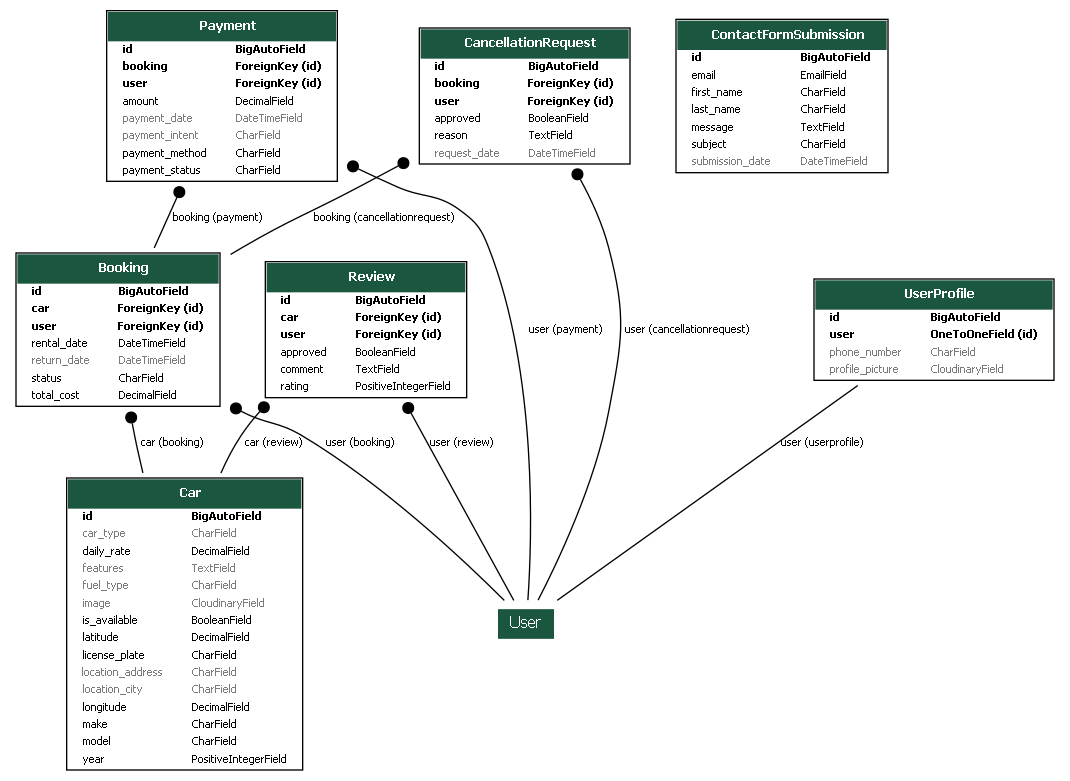 Payment
id BigAutoField
booking ForeignKey (id)
user ForeignKey (id)
amount DecimalField
payment_date DateTimeField
payment_intent CharField
payment_method CharField
payment_status CharField
CancellationRequest
id BigAutoField
booking ForeignKey (id)
user ForeignKey (id)
approved BooleanField
reason TextField
request_date DateTimeField
ContactFormSubmission
id BigAutoField
email EmailField
first_name CharField
last_name CharField
message TextField
subject CharField
submission_date DateTimeField
booking (payment)
booking (cancellationrequest)
Booking
id BigAutoField
car ForeignKey (id)
user ForeignKey (id)
rental_date DateTimeField
return_date DateTimeField
status CharField
total_cost DecimalField
Review
id BigAutoField
car ForeignKey (id)
user ForeignKey (id)
approved BooleanField
comment TextField
rating PositiveIntegerField
user (payment)
user (cancellationrequest)
UserProfile
id BigAutoField
user OneToOneField (id)
phone_number CharField
profile_picture CloudinaryField
car (booking)
car (review)
user (booking)
user (review)
user (userprofile)
Car
id BigAutoField
car_type CharField
daily_rate DecimalField
features TextField
fuel_type CharField
image CloudinaryField
is_available BooleanField
latitude DecimalField
license_plate CharField
location_address CharField
location_city CharField
longitude DecimalField
make CharField
model CharField
year PositiveIntegerField
User